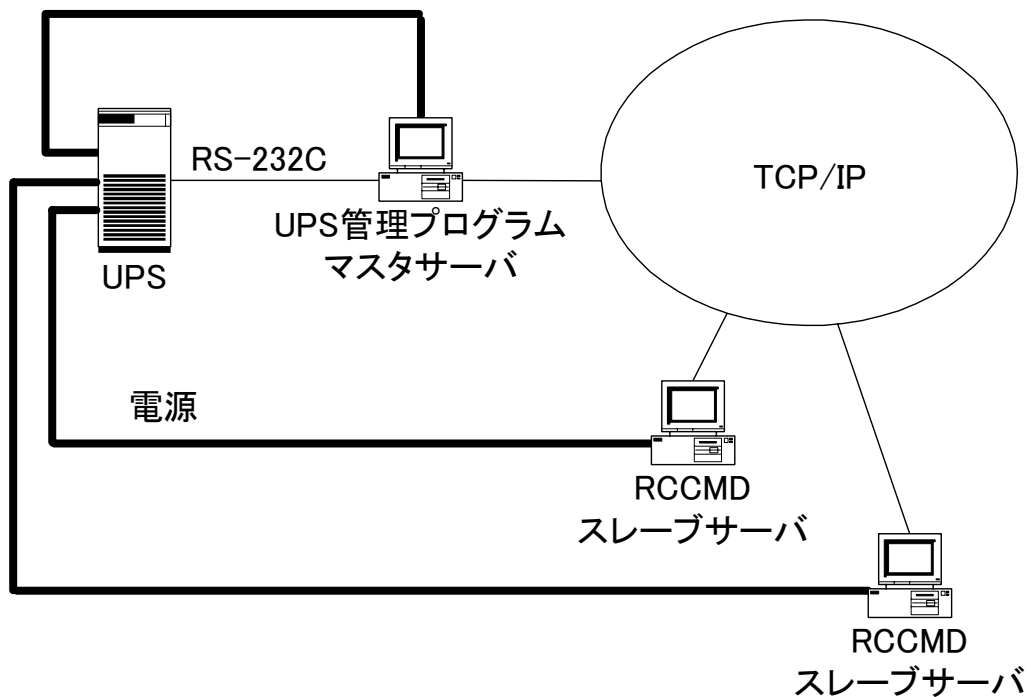 RS-232C
TCP/IP
UPS管理プログラム
マスタサーバ
UPS
電源
RCCMD
スレーブサーバ
RCCMD
スレーブサーバ